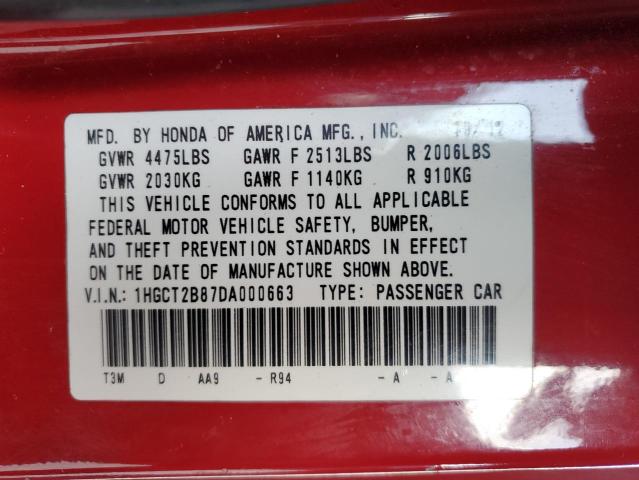 MFD. BY HONDA OF AMERICA MFG., INC.
GVWR 4475LBS GAWR F 2513LBS R 2006LBS
GVWR 2030KG GAWR F 1140KG R 910KG
THIS VEHICLE CONFORMS TO ALL APPLICABLE
FEDERAL MOTOR VEHICLE SAFETY, BUMPER,
AND THEFT PREVENTION STANDARDS IN EFFECT
ON THE DATE OF MANUFACTURE SHOWN ABOVE.
V.I.N.: 1HGCT2B87DA000663 TYPE: PASSENGER CAR
T3M D AA9 - R94 - A - A